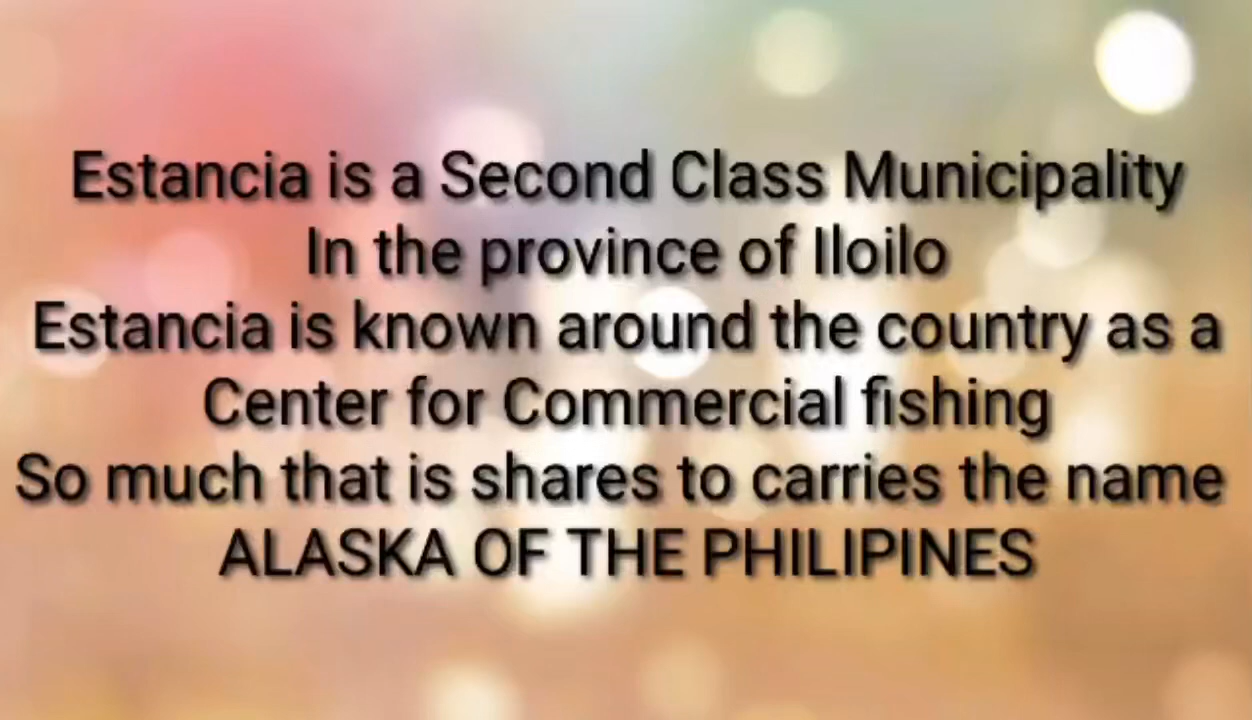 Estancia is a Second Class Municipality
In the province of Iloilo
Estancia is known around the country as a
Center for Commercial fishing
So much that is shares to carries the name
ALASKA OF THE PHILIPINES